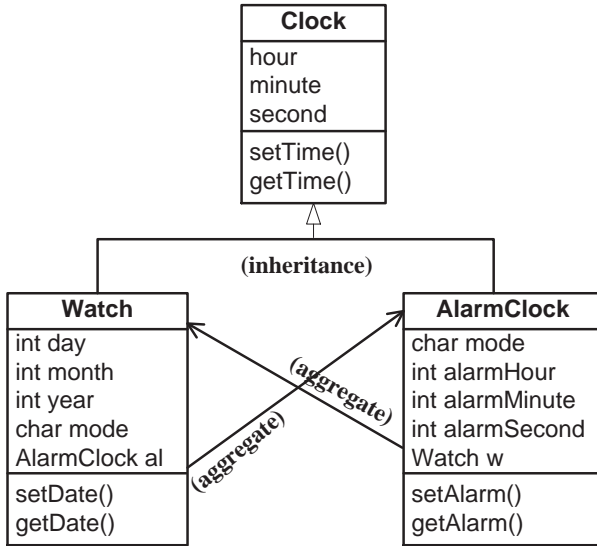 Clock
hour
minute
second
setTime()
getTime()
(inheritance)
Watch
int day
int month
int year
char mode
AlarmClock al
setDate()
getDate()
(aggregate)
(aggregate)
AlarmClock
char mode
int alarmHour
int alarmMinute
int alarmSecond
Watch w
setAlarm()
getAlarm()